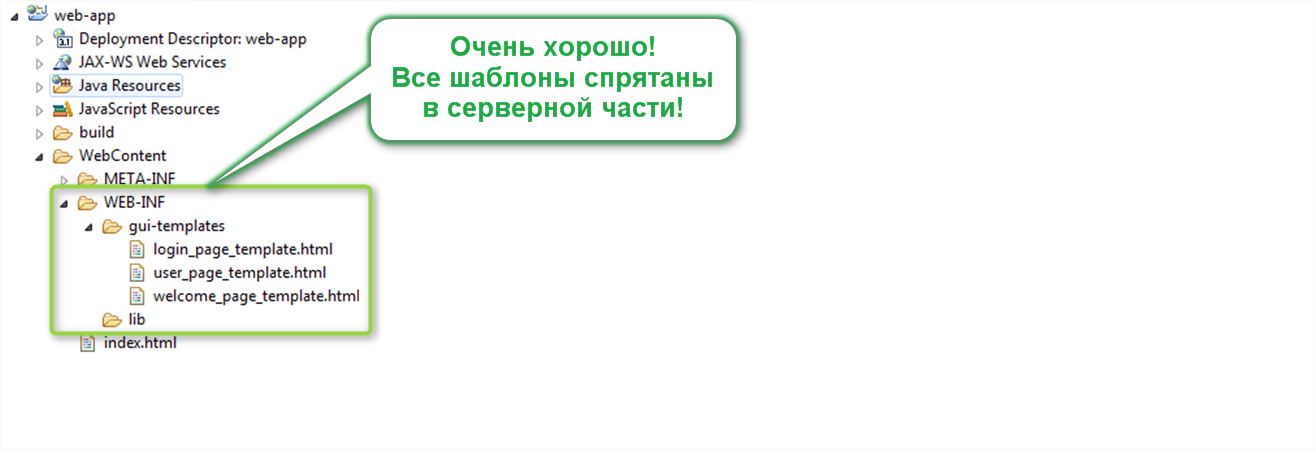 web-app
3.1 Deployment Descriptor: web-app
JAX-WS Web Services
Java Resources
JavaScript Resources
build
WebContent
META-INF
WEB-INF
gui-templates
login_page_template.html
user_page_template.html
welcome_page_template.html
lib
index.html
Очень хорошо!
Все шаблоны спрятаны
в серверной части!